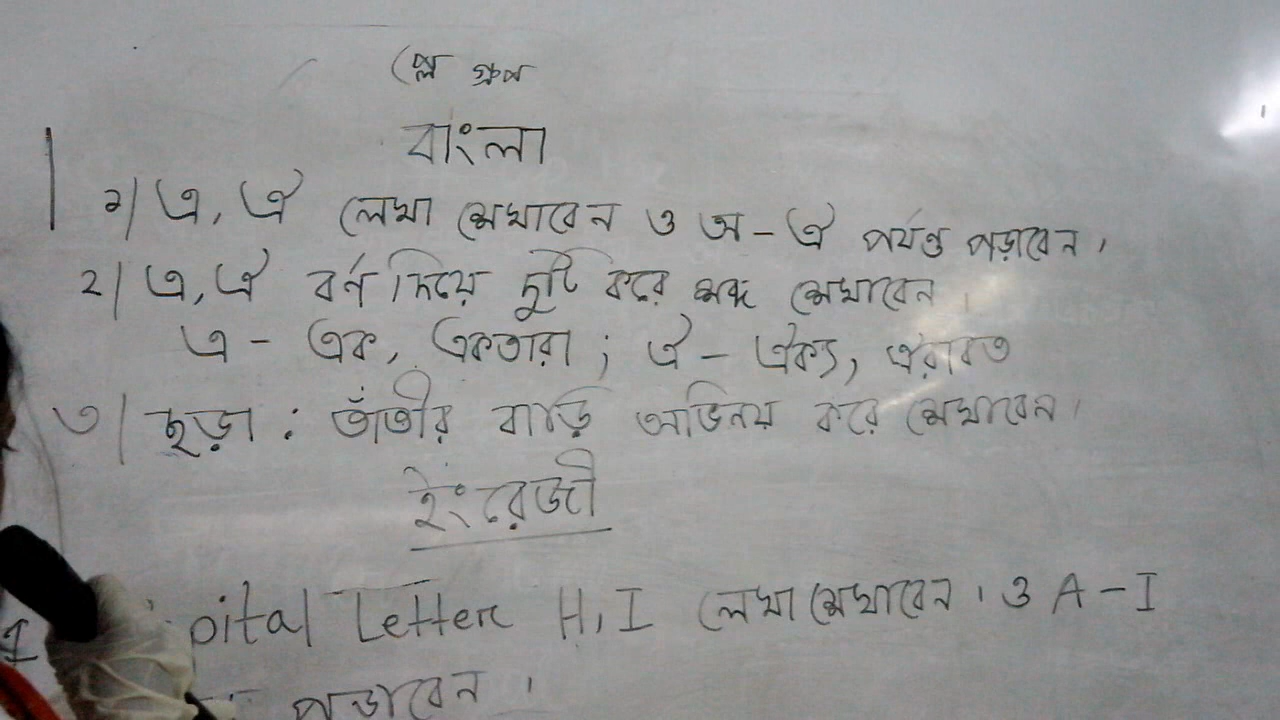 প্লে গ্রুপ
বাংলা
১| এ, ঐ লেখা শেখাবেন ও অ - ঐ পর্যন্ত পড়াবেন।
২| এ, ঐ বর্ণ দিয়ে দুটি করে শব্দ শেখাবেন।
এ - এক, একতারা; ঐ - ঐক্য, ঐরাবত
৩| ছড়া: তাঁতীর বাড়ি অভিনয় করে শেখাবেন।
ইংরেজী
pital Letter H, I লেখা শেখাবেন। ও A - I
পড়াবেন।